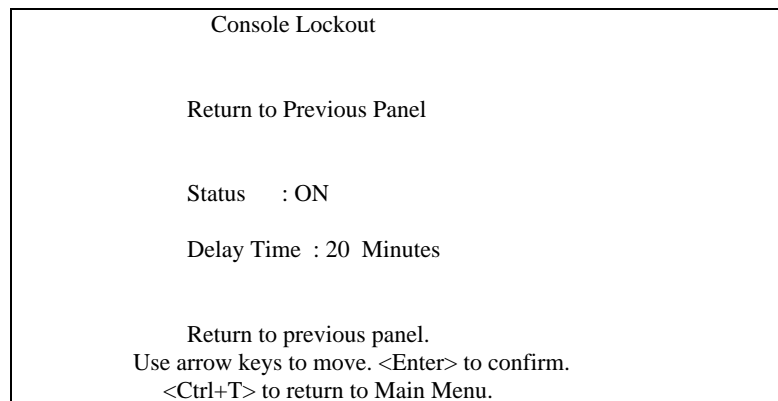 Console Lockout
Return to Previous Panel
Status : ON
Delay Time : 20 Minutes
Return to previous panel.
Use arrow keys to move. <Enter> to confirm.
<Ctrl+T> to return to Main Menu.